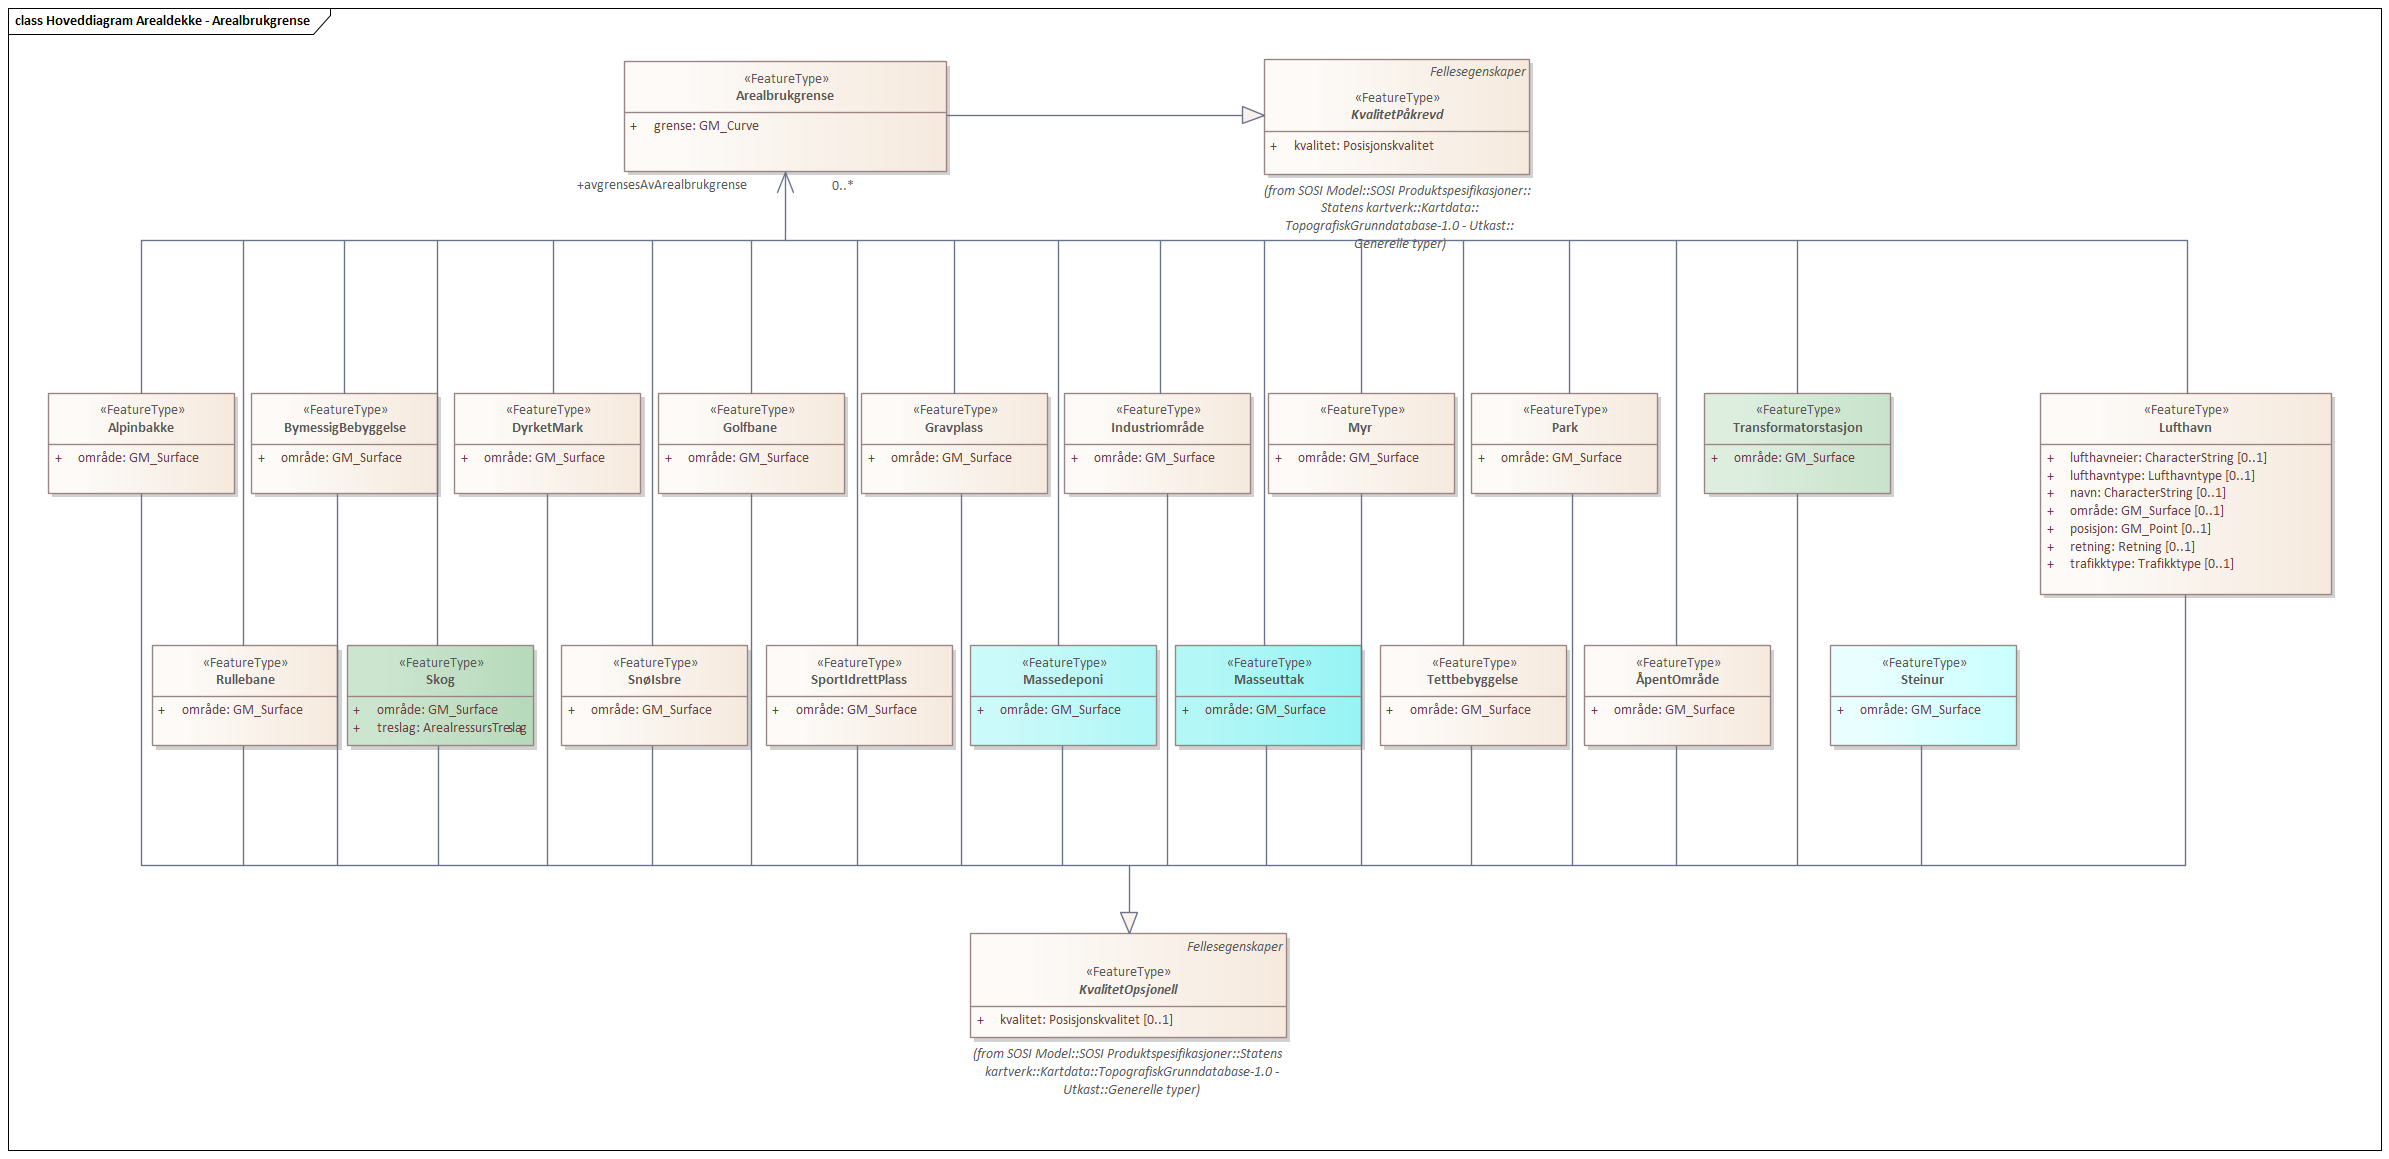 class Hoveddiagram Arealdekke - Arealbrukgrense
«FeatureType»
Arealbrukgrense
+ grense: GM_Curve
+avgrensesAvArealbrukgrense
0..*
Fellesegenskaper
«FeatureType»
KvalitetPåkrevd
+ kvalitet: Posisjonskvalitet
(from SOSI Model::SOSI Produktspesifikasjoner::
Statens kartverk::Kartdata::
TopografiskGrunndatabase-1.0 - Utkast::
Generelle typer)
«FeatureType»
Alpinbakke
+ område: GM_Surface
«FeatureType»
BymessigBebyggelse
+ område: GM_Surface
«FeatureType»
DyrketMark
+ område: GM_Surface
«FeatureType»
Golfbane
+ område: GM_Surface
«FeatureType»
Gravplass
+ område: GM_Surface
«FeatureType»
Industriområde
+ område: GM_Surface
«FeatureType»
Myr
+ område: GM_Surface
«FeatureType»
Park
+ område: GM_Surface
«FeatureType»
Transformatorstasjon
+ område: GM_Surface
«FeatureType»
Lufthavn
+ lufthavneier: CharacterString [0..1]
+ lufthavntype: Lufthavntype [0..1]
+ navn: CharacterString [0..1]
+ område: GM_Surface [0..1]
+ posisjon: GM_Point [0..1]
+ retning: Retning [0..1]
+ trafikktype: Trafikktype [0..1]
«FeatureType»
Rullebane
+ område: GM_Surface
«FeatureType»
Skog
+ område: GM_Surface
+ treslag: ArealressursTreslag
«FeatureType»
SnøIsbre
+ område: GM_Surface
«FeatureType»
SportIdrettPlass
+ område: GM_Surface
«FeatureType»
Massedeponi
+ område: GM_Surface
«FeatureType»
Masseuttak
+ område: GM_Surface
«FeatureType»
Tettbebyggelse
+ område: GM_Surface
«FeatureType»
ÅpentOmråde
+ område: GM_Surface
«FeatureType»
Steinur
+ område: GM_Surface
Fellesegenskaper
«FeatureType»
KvalitetOpsjonell
+ kvalitet: Posisjonskvalitet [0..1]
(from SOSI Model::SOSI Produktspesifikasjoner::Statens
kartverk::Kartdata::TopografiskGrunndatabase-1.0 -
Utkast::Generelle typer)